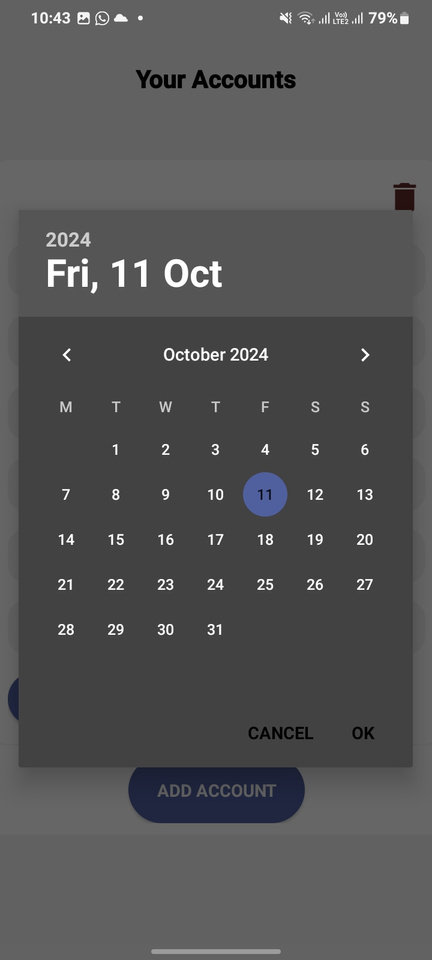 10:43 Vo)) LTE2 79%
Your Accounts
2024
Fri, 11 Oct
October 2024
M T W T F S S
1 2 3 4 5 6
7 8 9 10 11 12 13
14 15 16 17 18 19 20
21 22 23 24 25 26 27
28 29 30 31
CANCEL OK
ADD ACCOUNT